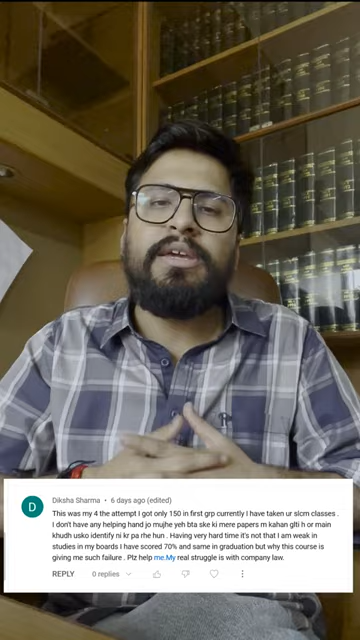 D
Diksha Sharma • 6 days ago (edited)
This was my 4 the attempt I got only 150 in first grp currently I have taken ur slcm classes .
I don't have any helping hand jo mujhe yeh bta ske ki mere papers m kahan glti h or main
khudh usko identify ni kr pa rhe hun . Having very hard time it's not that I am weak in
studies in my boards I have scored 70% and same in graduation but why this course is
giving me such failure . Plz help me.My real struggle is with company law.
REPLY 0 replies